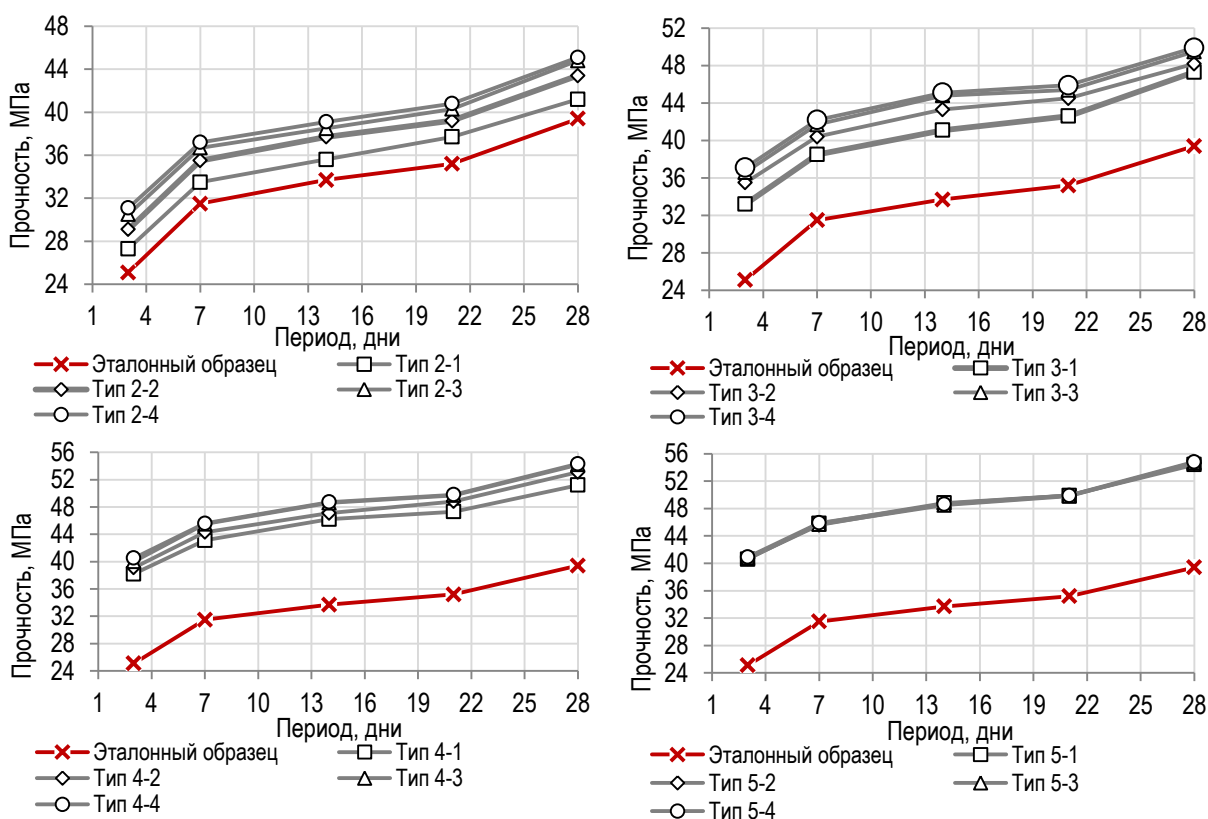 Прочность, МПа
48
44
40
36
32
28
24
1 4 7 10 13 16 19 22 25 28
Период, дни
Эталонный образец Тип 2-1
Тип 2-2 Тип 2-3
Тип 2-4
Прочность, МПа
52
48
44
40
36
32
28
24
1 4 7 10 13 16 19 22 25 28
Период, дни
Эталонный образец Тип 3-1
Тип 3-2 Тип 3-3
Тип 3-4
Прочность, МПа
56
52
48
44
40
36
32
28
24
1 4 7 10 13 16 19 22 25 28
Период, дни
Эталонный образец Тип 4-1
Тип 4-2 Тип 4-3
Тип 4-4
Прочность, МПа
56
52
48
44
40
36
32
28
24
1 4 7 10 13 16 19 22 25 28
Период, дни
Эталонный образец Тип 5-1
Тип 5-2 Тип 5-3
Тип 5-4